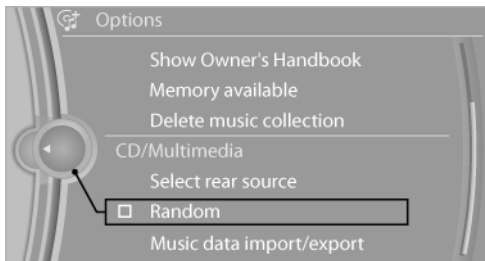 Options
Show Owner's Handbook
Memory available
Delete music collection
CD/Multimedia
Select rear source
Random
Music data import/export